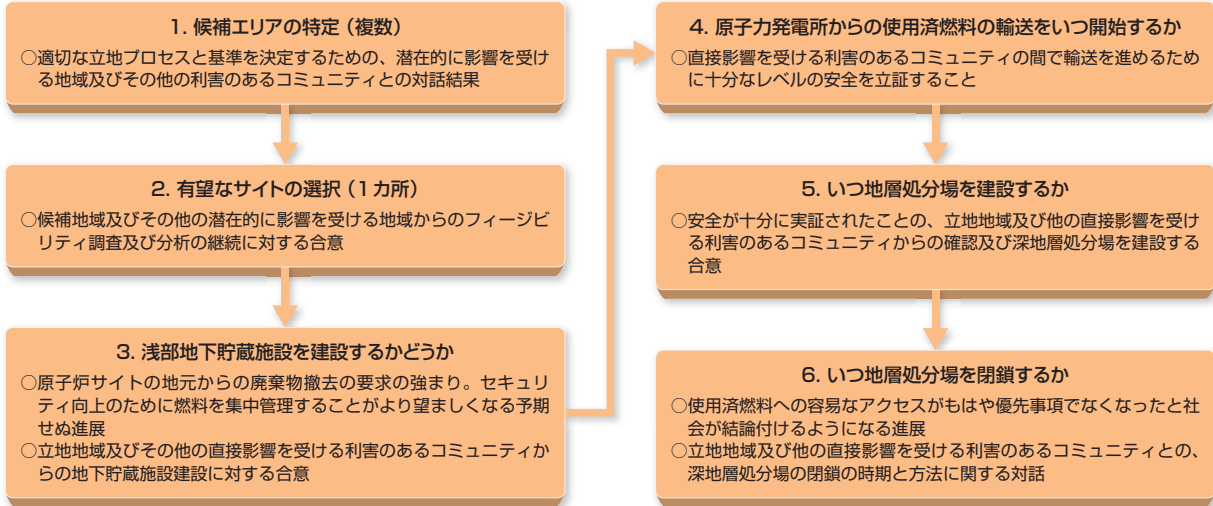 1. 候補エリアの特定（複数）
○適切な立地プロセスと基準を決定するための、潜在的に影響を受け
る地域及びその他の利害のあるコミュニティとの対話結果
2. 有望なサイトの選択（1カ所）
○候補地域及びその他の潜在的に影響を受ける地域からのフィージビ
リティ調査及び分析の継続に対する合意
3. 浅部地下貯蔵施設を建設するかどうか
○原子炉サイトの地元からの廃棄物撤去の要求の強まり。セキュリ
ティ向上のために燃料を集中管理することがより望ましくなる予期
せぬ進展
○立地地域及びその他の直接影響を受ける利害のあるコミュニティか
らの地下貯蔵施設建設に対する合意
4. 原子力発電所からの使用済燃料の輸送をいつ開始するか
○直接影響を受ける利害のあるコミュニティの間で輸送を進めるため
に十分なレベルの安全を立証すること
5. いつ地層処分場を建設するか
○安全が十分に実証されたことの、立地地域及び他の直接影響を受け
る利害のあるコミュニティからの確認及び深地層処分場を建設する
合意
6. いつ地層処分場を閉鎖するか
○使用済燃料への容易なアクセスがもはや優先事項でなくなったと社
会が結論付けるようになる進展
○立地地域及び他の直接影響を受ける利害のあるコミュニティとの、
深地層処分場の閉鎖の時期と方法に関する対話